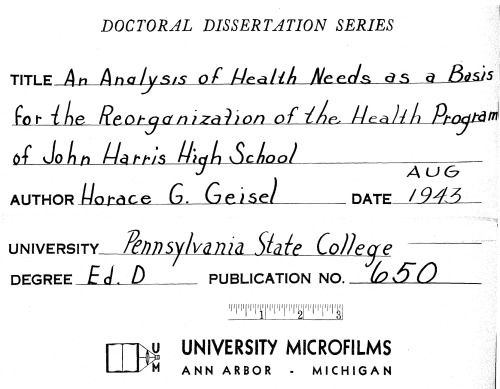 DOCTORAL DISSERTATION SERIES
TITLE An Analysis of Health Needs as a Basis
for the Reorganization of the Health Program
of John Harris High School
AUG
AUTHOR Horace G. Geisel DATE 1943
UNIVERSITY Pennsylvania State College
DEGREE Ed. D PUBLICATION NO. 650
1 2 3
UM UNIVERSITY MICROFILMS
ANN ARBOR - MICHIGAN